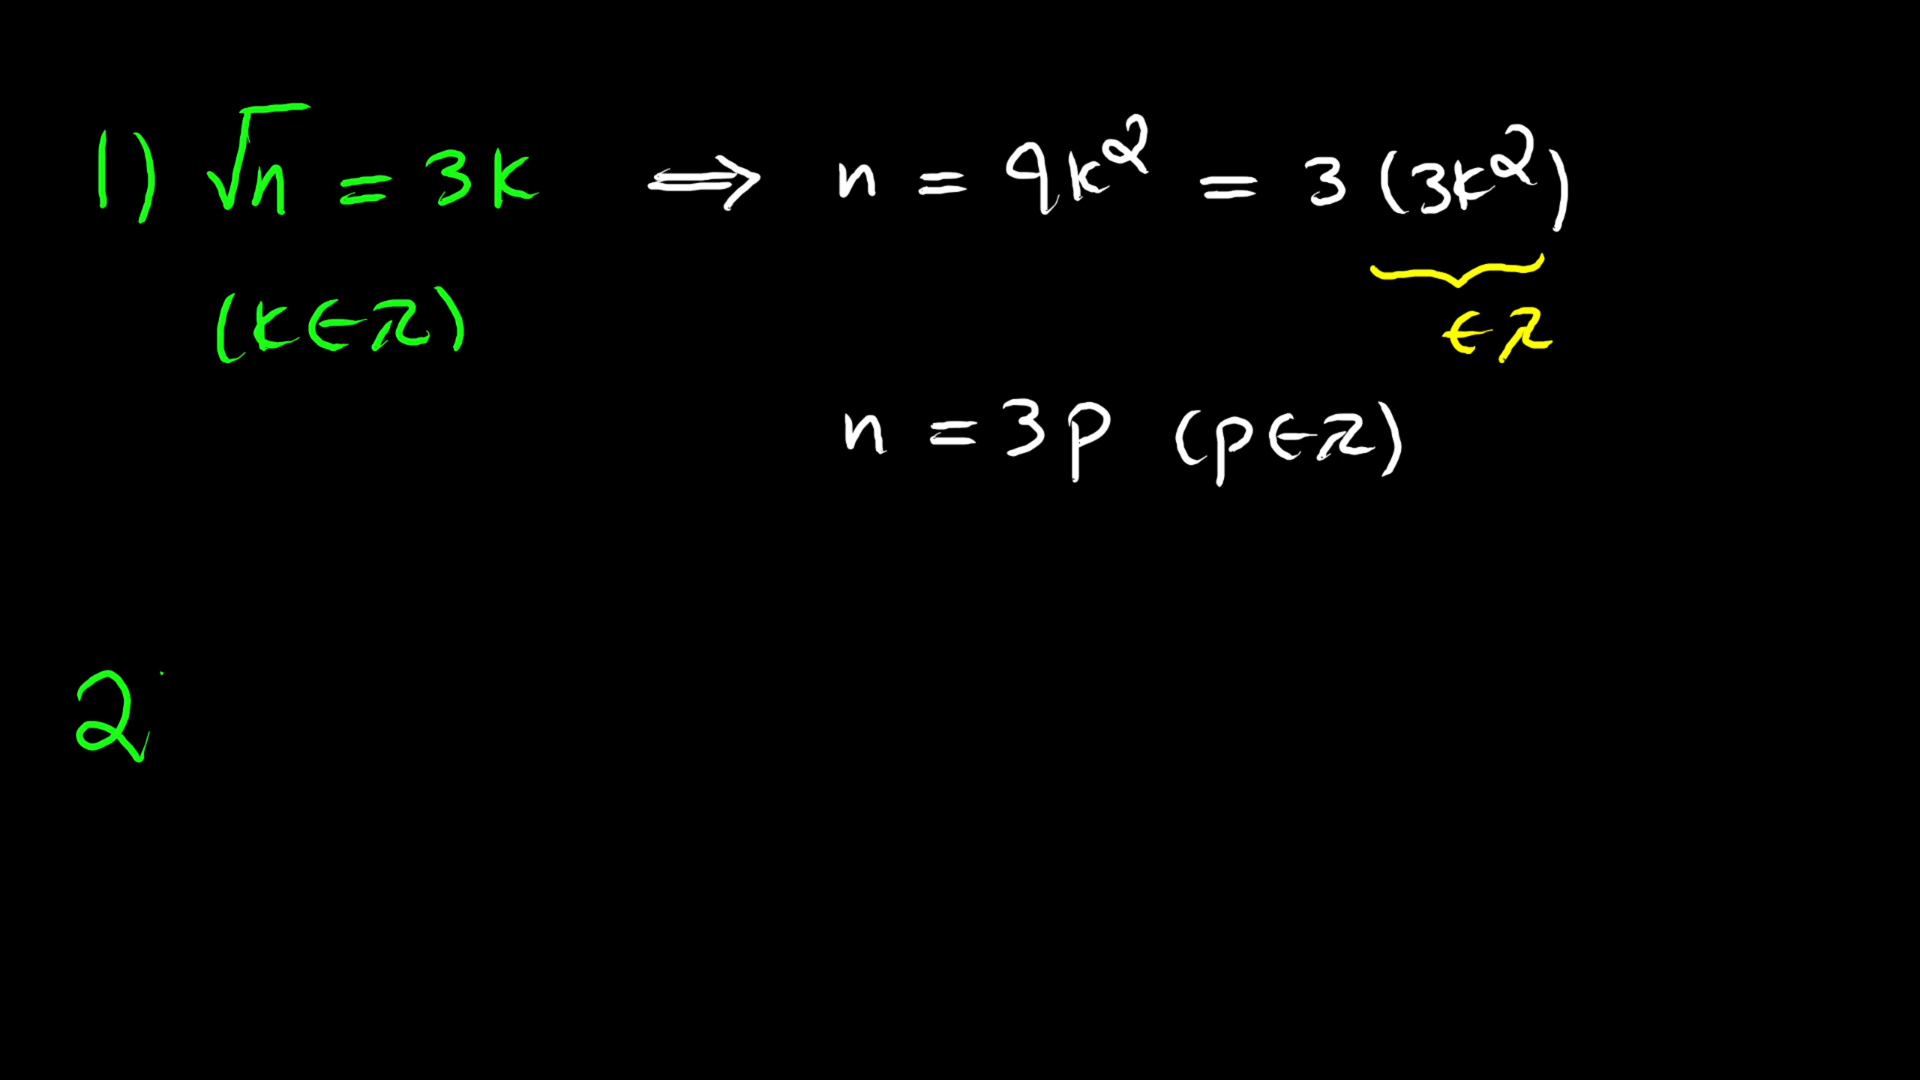 1) √n = 3k ⟹ n = 9k² = 3(3k²)
(k∈ℤ) ∈ℤ
n = 3p (p∈ℤ)
2